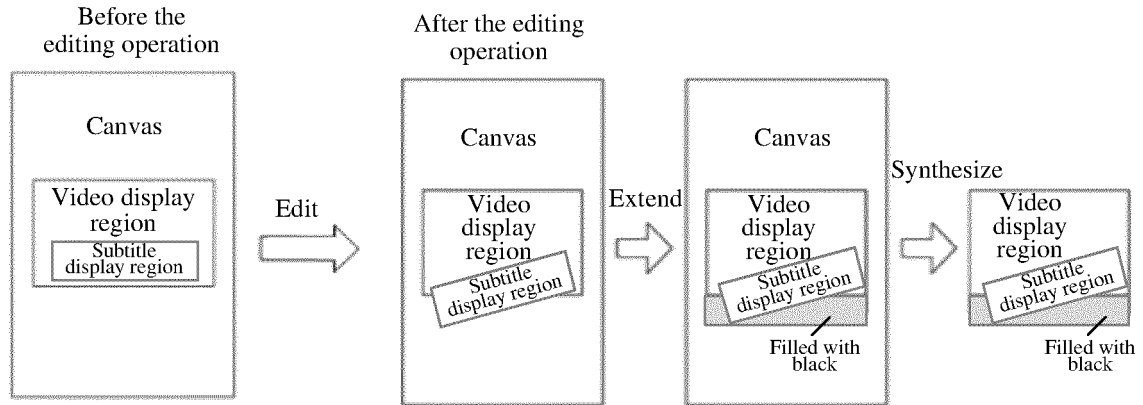 Before the
editing operation
Canvas
Video display
region
Subtitle
display region
Edit
After the editing
operation
Canvas
Video
display
region
Subtitle
display region
Extend
Canvas
Video
display
region
Subtitle
display region
Filled with
black
Synthesize
Video
display
region
Subtitle
display region
Filled with
black